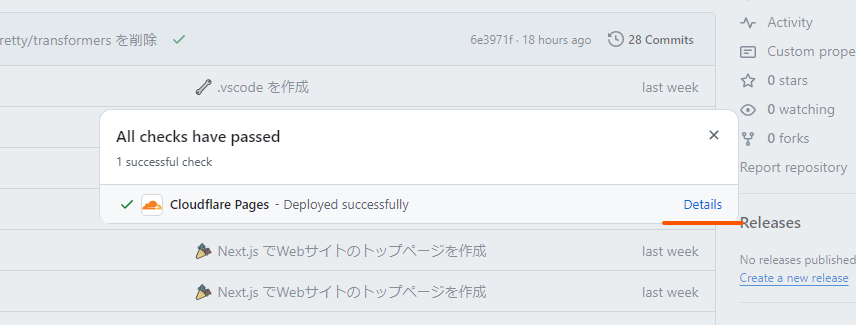 Activity
retty/transformers を削除
6e3971f · 18 hours ago
28 Commits
Custom prope
.vscode を作成
last week
0 stars
0 watching
0 forks
Report repository
All checks have passed
1 successful check
Cloudflare Pages - Deployed successfully
Details
Releases
No releases published
Create a new release
Next.js でWebサイトのトップページを作成
last week
Next.js でWebサイトのトップページを作成
last week